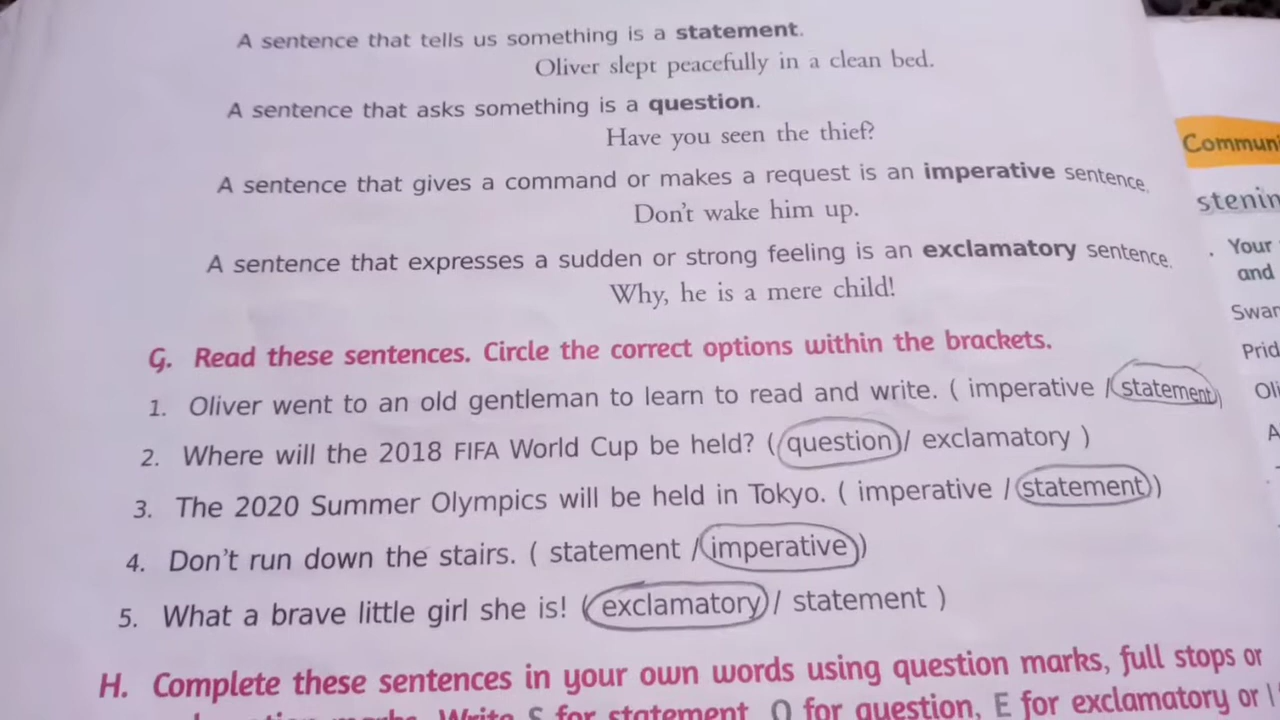 A sentence that tells us something is a statement.
Oliver slept peacefully in a clean bed.
A sentence that asks something is a question.
Have you seen the thief?
A sentence that gives a command or makes a request is an imperative sentence.
Don't wake him up.
A sentence that expresses a sudden or strong feeling is an exclamatory sentence.
Why, he is a mere child!
G. Read these sentences. Circle the correct options within the brackets.
1. Oliver went to an old gentleman to learn to read and write. ( imperative / statement )
2. Where will the 2018 FIFA World Cup be held? ( question / exclamatory )
3. The 2020 Summer Olympics will be held in Tokyo. ( imperative / statement )
4. Don't run down the stairs. ( statement / imperative )
5. What a brave little girl she is! ( exclamatory / statement )
H. Complete these sentences in your own words using question marks, full stops or
marks. Write S for statement, Q for question, E for exclamatory or I
Commun
stenin
Your
and
Swar
Prid
Oli
A